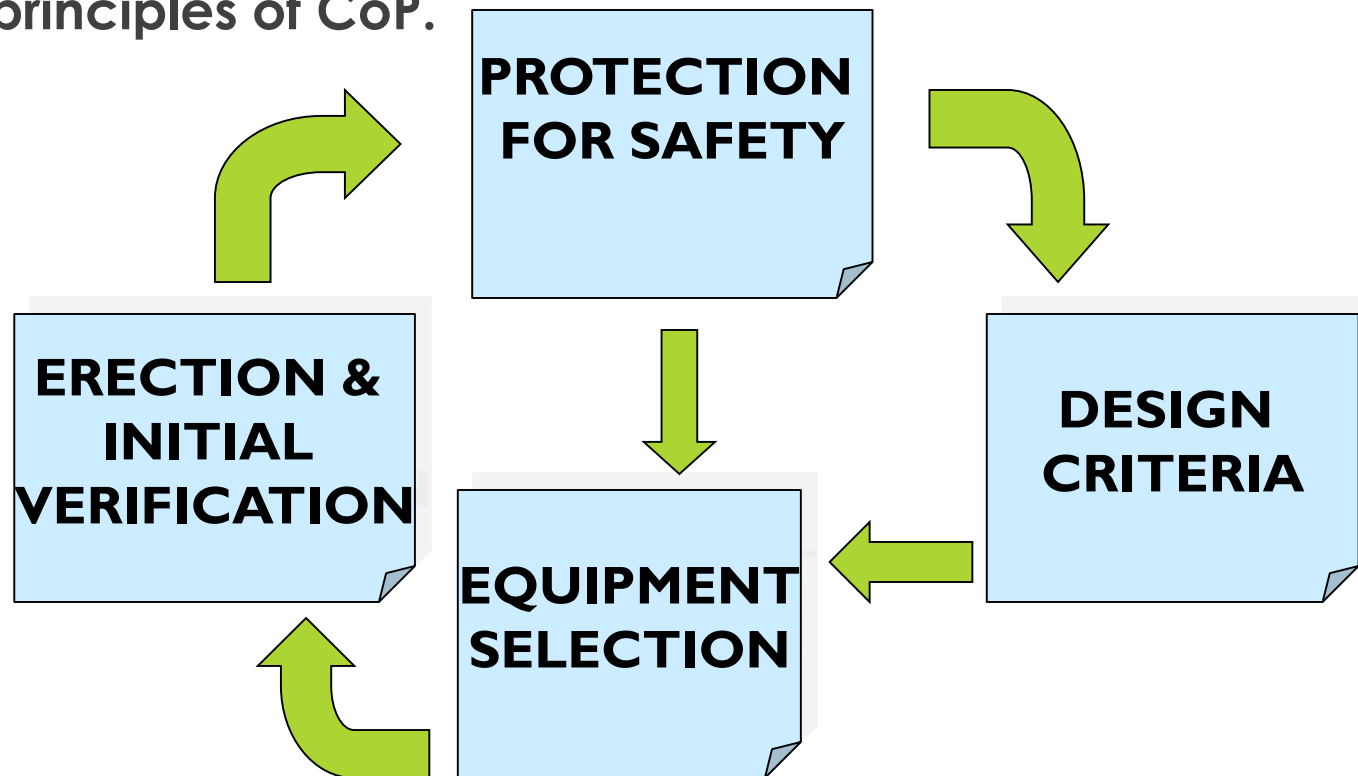 principles of CoP.
PROTECTION
FOR SAFETY
ERECTION &
INITIAL
VERIFICATION
DESIGN
CRITERIA
EQUIPMENT
SELECTION